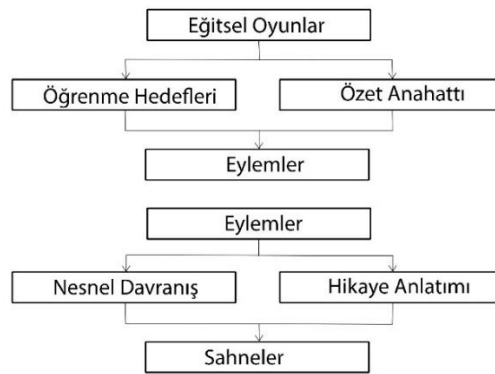 Eğitsel Oyunlar
Öğrenme Hedefleri
Özet Anahattı
Eylemler
Eylemler
Nesnel Davranış
Hikaye Anlatımı
Sahneler